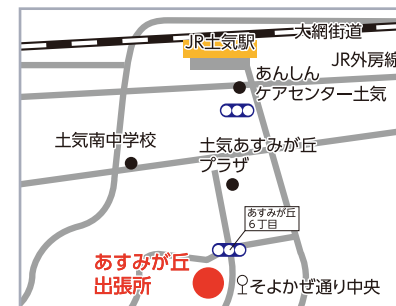 大網街道
JR土気駅
JR外房線
あんしん
ケアセンター土気
土気南中学校
土気あすみが丘
プラザ
あすみが丘
6丁目
あすみが丘
出張所
そよかぜ通り中央